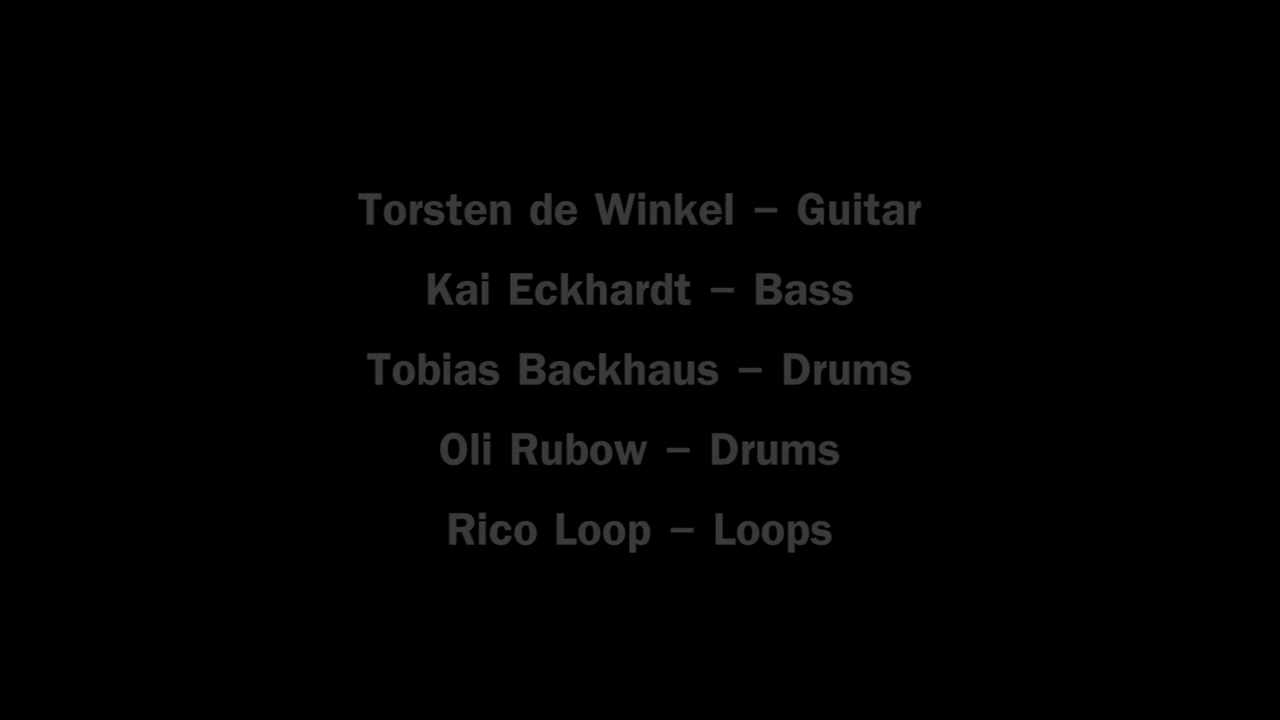 Torsten de Winkel – Guitar
Kai Eckhardt – Bass
Tobias Backhaus – Drums
Oli Rubow – Drums
Rico Loop – Loops